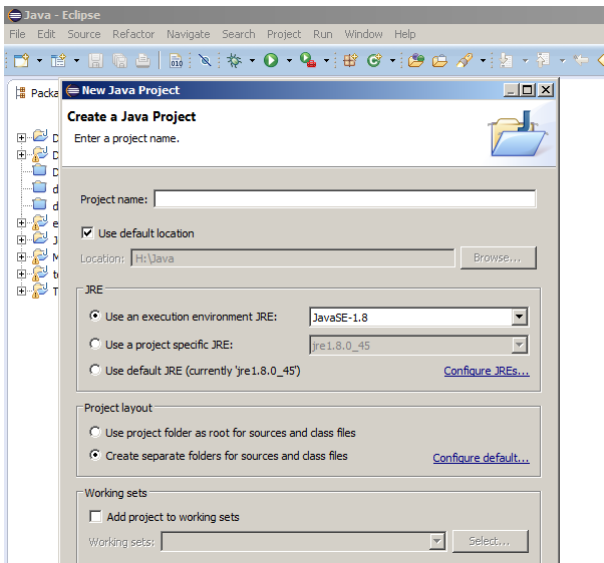 Java - Eclipse
File Edit Source Refactor Navigate Search Project Run Window Help
010
Packa
New Java Project
Create a Java Project
Enter a project name.
D
D
D
d
d
e
J
M
t
T
Project name:
Use default location
Location: H:\Java Browse...
JRE
Use an execution environment JRE: JavaSE-1.8
Use a project specific JRE: jre1.8.0_45
Use default JRE (currently 'jre1.8.0_45') Configure JREs...
Project layout
Use project folder as root for sources and class files
Create separate folders for sources and class files Configure default...
Working sets
Add project to working sets
Working sets: Select...